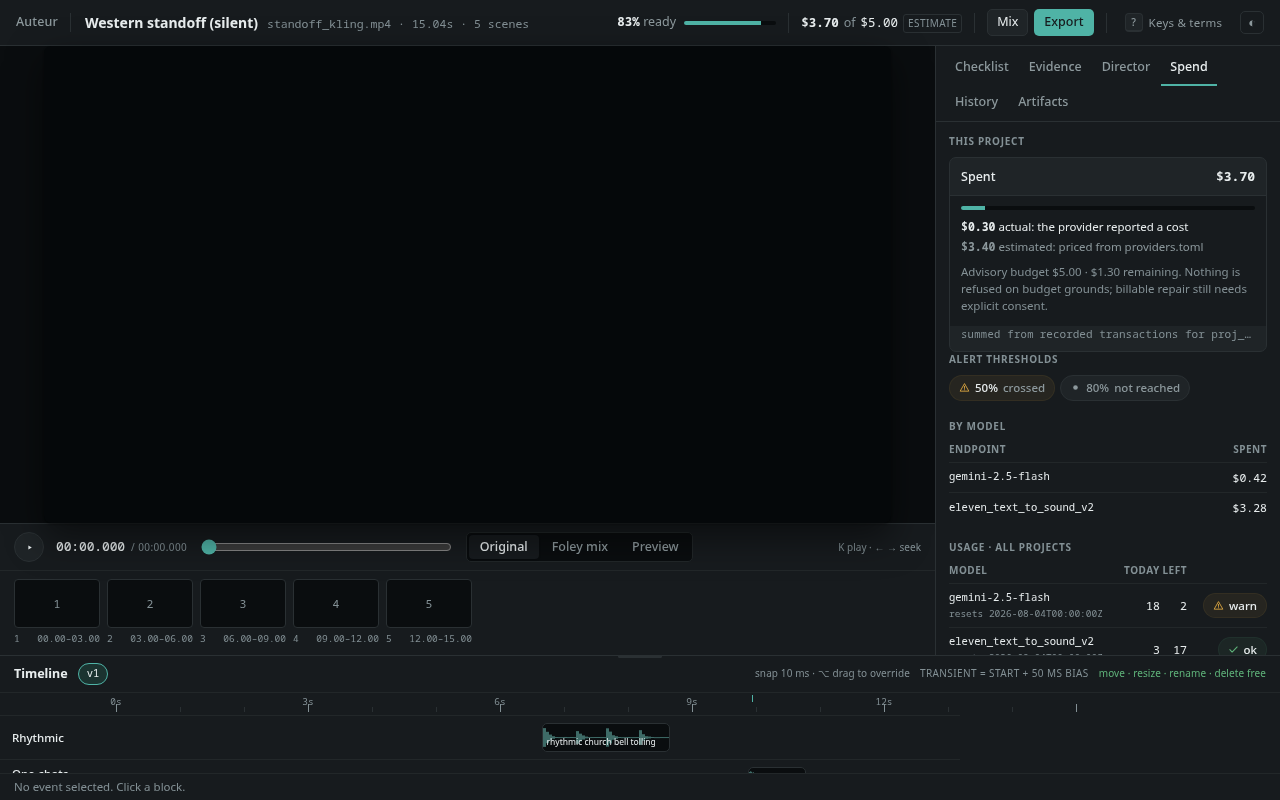 Auteur
Western standoff (silent) standoff_kling.mp4 · 15.04s · 5 scenes
83% ready
$3.70 of $5.00 ESTIMATE
Mix
Export
? Keys & terms
Checklist Evidence Director Spend
History Artifacts
THIS PROJECT
Spent $3.70
$0.30 actual: the provider reported a cost
$3.40 estimated: priced from providers.toml
Advisory budget $5.00 · $1.30 remaining. Nothing is
refused on budget grounds; billable repair still needs
explicit consent.
summed from recorded transactions for proj_…
ALERT THRESHOLDS
50% crossed 80% not reached
BY MODEL
ENDPOINT SPENT
gemini-2.5-flash $0.42
eleven_text_to_sound_v2 $3.28
USAGE · ALL PROJECTS
MODEL TODAY LEFT
gemini-2.5-flash 18 2 warn
resets 2026-08-04T00:00:00Z
eleven_text_to_sound_v2 3 17 ok
00:00.000 / 00:00.000
Original Foley mix Preview
K play · ← → seek
1 2 3 4 5
1 00.00–03.00 2 03.00–06.00 3 06.00–09.00 4 09.00–12.00 5 12.00–15.00
Timeline v1
snap 10 ms · ⌥ drag to override TRANSIENT = START + 50 MS BIAS move · resize · rename · delete free
0s 3s 6s 9s 12s
Rhythmic
rhythmic church bell tolling
No event selected. Click a block.